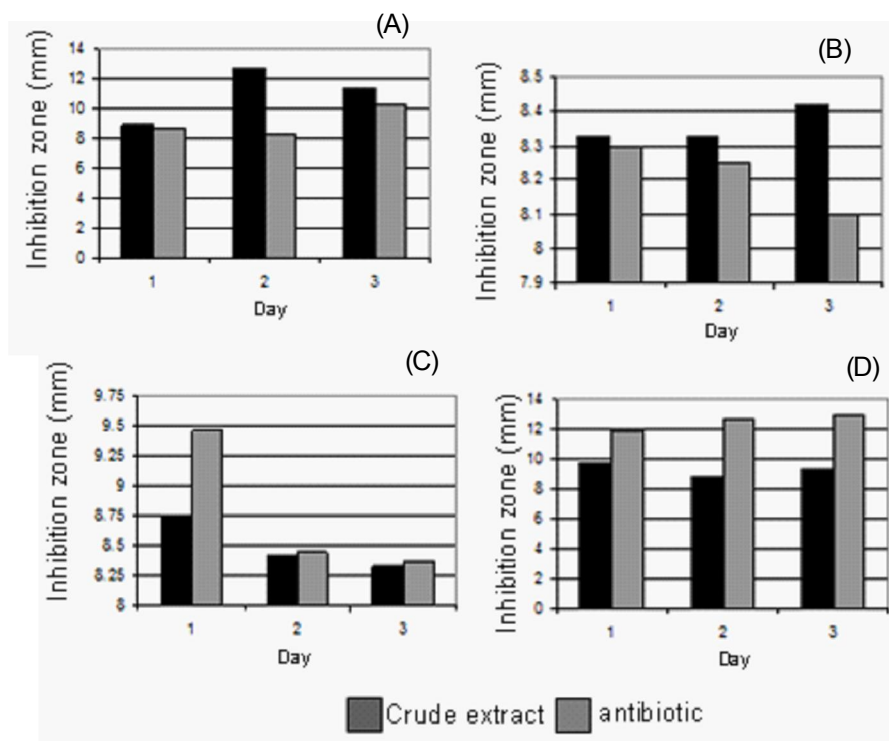 (A)
Inhibition zone (mm)
14
12
10
8
6
4
2
0
1 2 3
Day
(B)
Inhibition zone (mm)
8.5
8.4
8.3
8.2
8.1
8
7.9
1 2 3
Day
(C)
Inhibition zone (mm)
9.75
9.5
9.25
9
8.75
8.5
8.25
8
1 2 3
Day
(D)
Inhibition zone (mm)
14
12
10
8
6
4
2
0
1 2 3
Day
Crude extract antibiotic